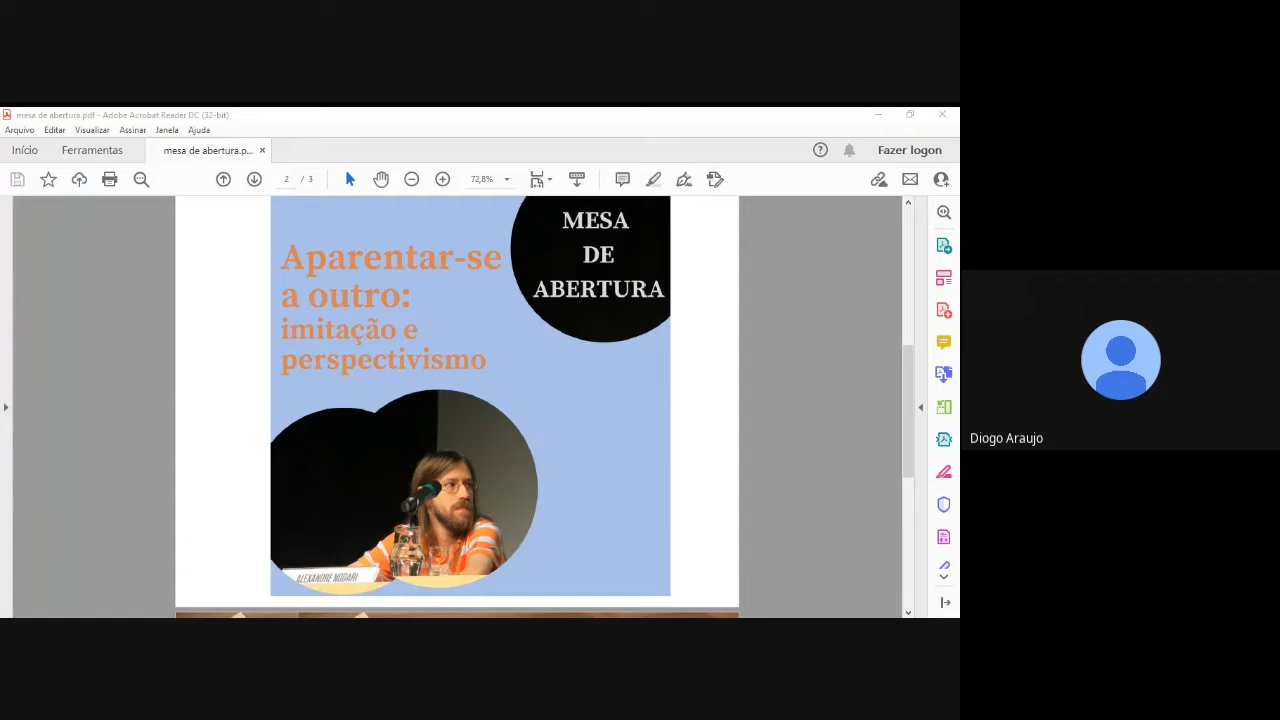 mesa de abertura.pdf - Adobe Acrobat Reader DC (32-bit)
Arquivo Editar Visualizar Assinar Janela Ajuda
Início Ferramentas mesa de abertura.p... Fazer logon
2 / 3 72,8%
MESA
DE
ABERTURA
Aparentar-se
a outro:
imitação e
perspectivismo
ALEXANDRE NODARI
Diogo Araujo